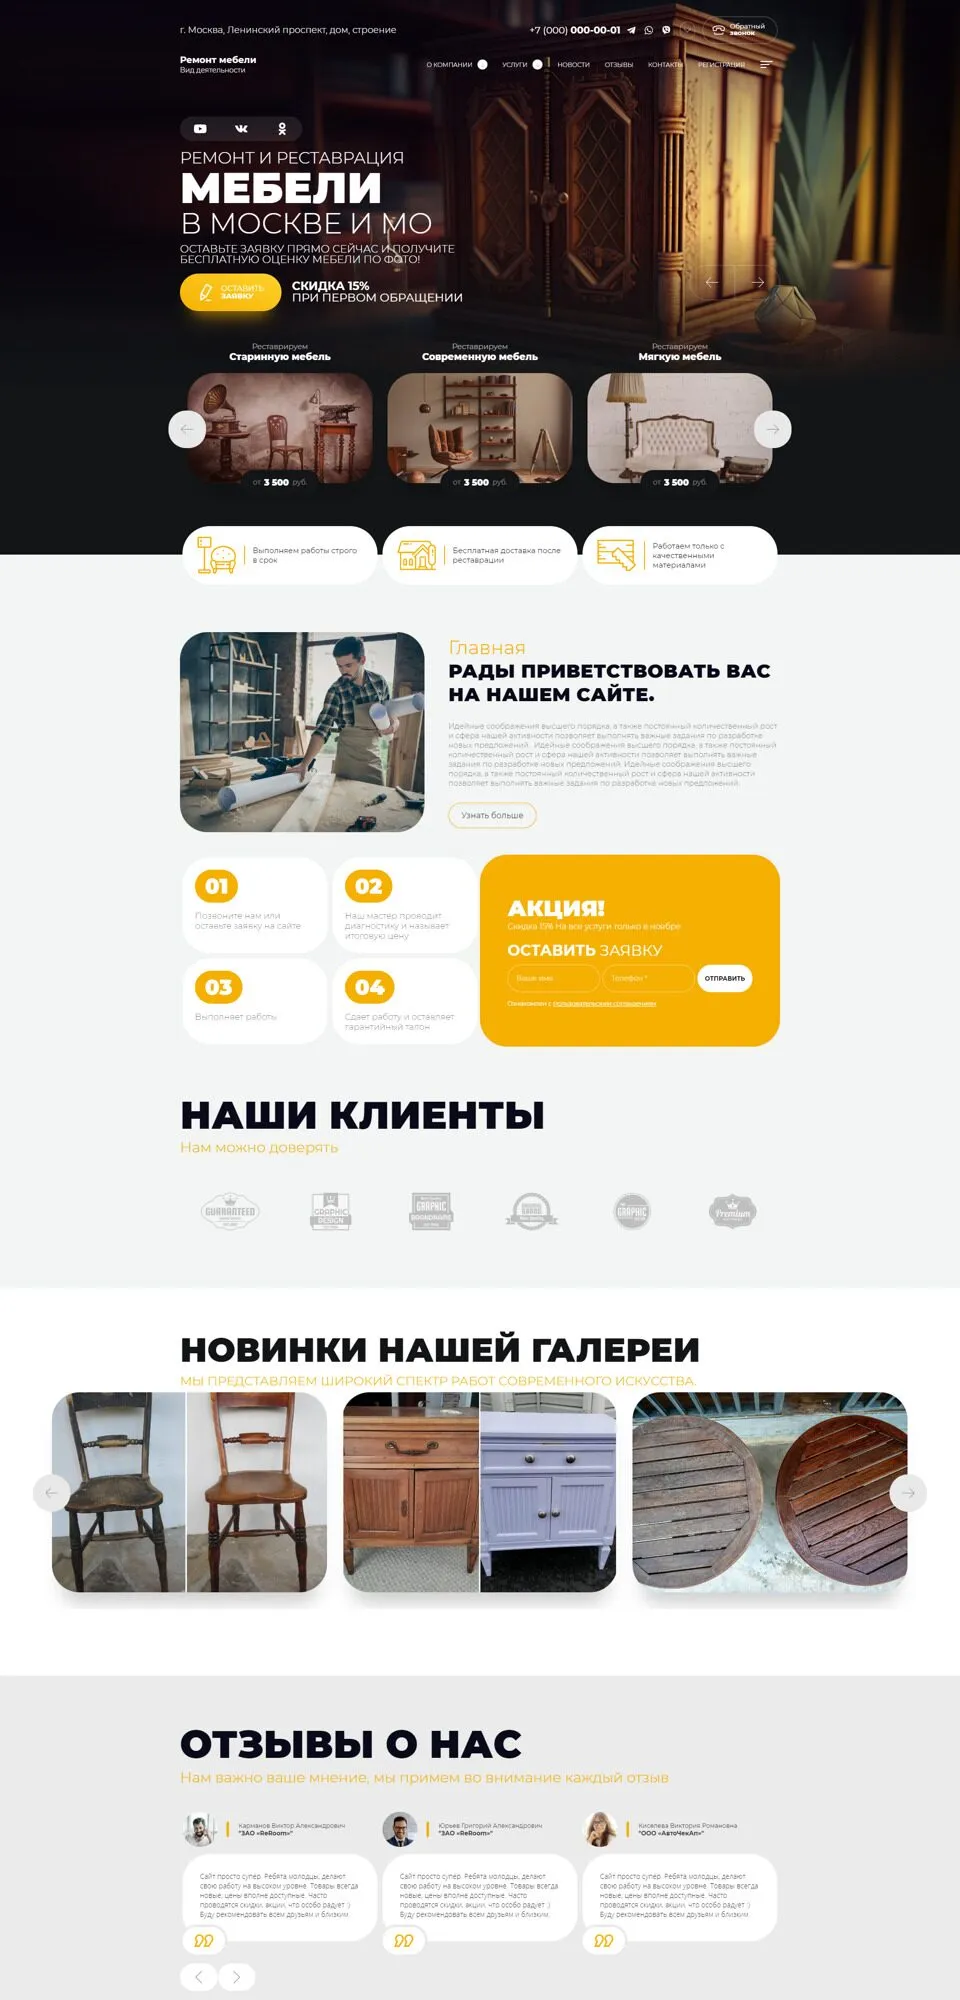 г. Москва, Ленинский проспект, дом, строение
+7 (000) 000-00-01
Обратный
звонок
Ремонт мебели
Вид деятельности
О КОМПАНИИ
УСЛУГИ
НОВОСТИ
ОТЗЫВЫ
КОНТАКТЫ
РЕГИСТРАЦИЯ
РЕМОНТ И РЕСТАВРАЦИЯ
МЕБЕЛИ
В МОСКВЕ И МО
ОСТАВЬТЕ ЗАЯВКУ ПРЯМО СЕЙЧАС И ПОЛУЧИТЕ
БЕСПЛАТНУЮ ОЦЕНКУ МЕБЕЛИ ПО ФОТО!
ОСТАВИТЬ
ЗАЯВКУ
СКИДКА 15%
ПРИ ПЕРВОМ ОБРАЩЕНИИ
Реставрируем
Старинную мебель
Реставрируем
Современную мебель
Реставрируем
Мягкую мебель
от 3 500 руб.
от 3 500 руб.
от 3 500 руб.
Выполняем работы строго
в срок
Бесплатная доставка после
реставрации
Работаем только с
качественными
материалами
Главная
РАДЫ ПРИВЕТСТВОВАТЬ ВАС
НА НАШЕМ САЙТЕ.
Идейные соображения высшего порядка, а также постоянный количественный рост
и сфера нашей активности позволяет выполнять важные задания по разработке
новых предложений. Идейные соображения высшего порядка, а также постоянный
количественный рост и сфера нашей активности позволяет выполнять важные
задания по разработке новых предложений. Идейные соображения высшего
порядка, а также постоянный количественный рост и сфера нашей активности
позволяет выполнять важные задания по разработке новых предложений.
Узнать больше
01
Позвоните нам или
оставьте заявку на сайте
02
Наш мастер проводит
диагностику и называет
итоговую цену
03
Выполняет работы
04
Сдает работу и оставляет
гарантийный талон
АКЦИЯ!
Скидка 15% На все услуги только в ноябре
ОСТАВИТЬ ЗАЯВКУ
Ваше имя
Телефон *
ОТПРАВИТЬ
Ознакомлен с пользовательским соглашением
НАШИ КЛИЕНТЫ
Нам можно доверять
GUARANTEED
GRAPHIC
DESIGN
GRAPHIC
GRAPHIC
Premium
НОВИНКИ НАШЕЙ ГАЛЕРЕИ
МЫ ПРЕДСТАВЛЯЕМ ШИРОКИЙ СПЕКТР РАБОТ СОВРЕМЕННОГО ИСКУССТВА.
ОТЗЫВЫ О НАС
Нам важно ваше мнение, мы примем во внимание каждый отзыв
Карманов Виктор Александрович
"ЗАО «ReRoom»"
Юрьев Григорий Александрович
"ЗАО «ReRoom»"
Киселева Виктория Романовна
"ООО «АвтоЧекАп»"
Сайт просто супер. Ребята молодцы, делают
свою работу на высоком уровне. Товары всегда
новые, цены вполне доступные. Часто
проводятся скидки, акции, что особо радует :)
Буду рекомендовать всем друзьям и близким.
Сайт просто супер. Ребята молодцы, делают
свою работу на высоком уровне. Товары всегда
новые, цены вполне доступные. Часто
проводятся скидки, акции, что особо радует :)
Буду рекомендовать всем друзьям и близким.
Сайт просто супер. Ребята молодцы, делают
свою работу на высоком уровне. Товары всегда
новые, цены вполне доступные. Часто
проводятся скидки, акции, что особо радует :)
Буду рекомендовать всем друзьям и близким.